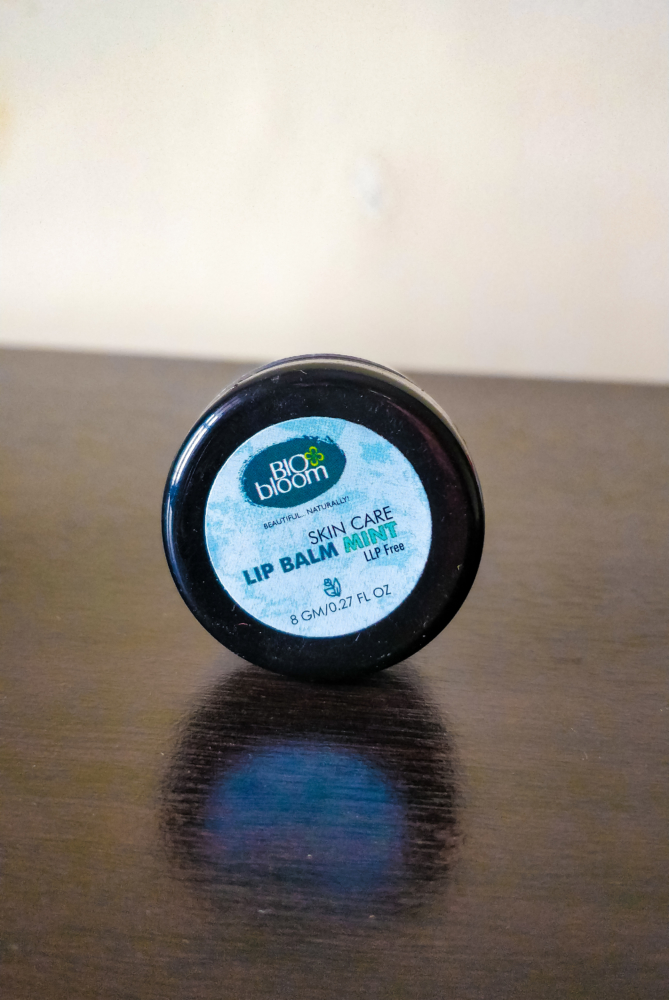 BIO
bloom
BEAUTIFUL...NATURALLY!
SKIN CARE
LIP BALM MINT
LLP Free
8 GM/0.27 FL OZ